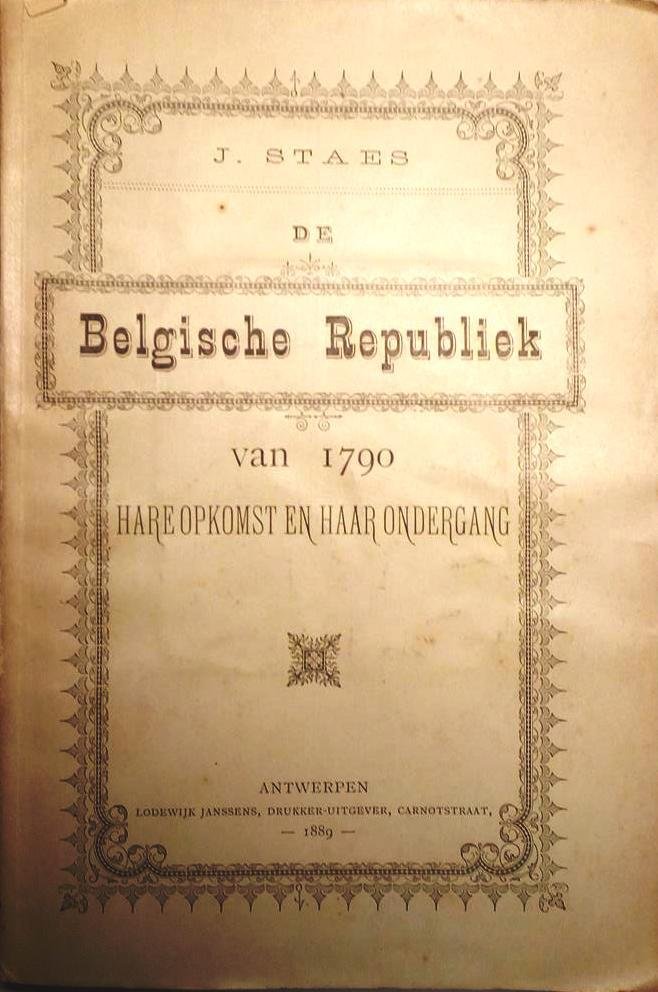 J. STAES
DE
Belgische Republiek
van 1790
HARE OPKOMST EN HAAR ONDERGANG
ANTWERPEN
LODEWIJK JANSSENS, DRUKKER-UITGEVER, CARNOTSTRAAT,
— 1889 —